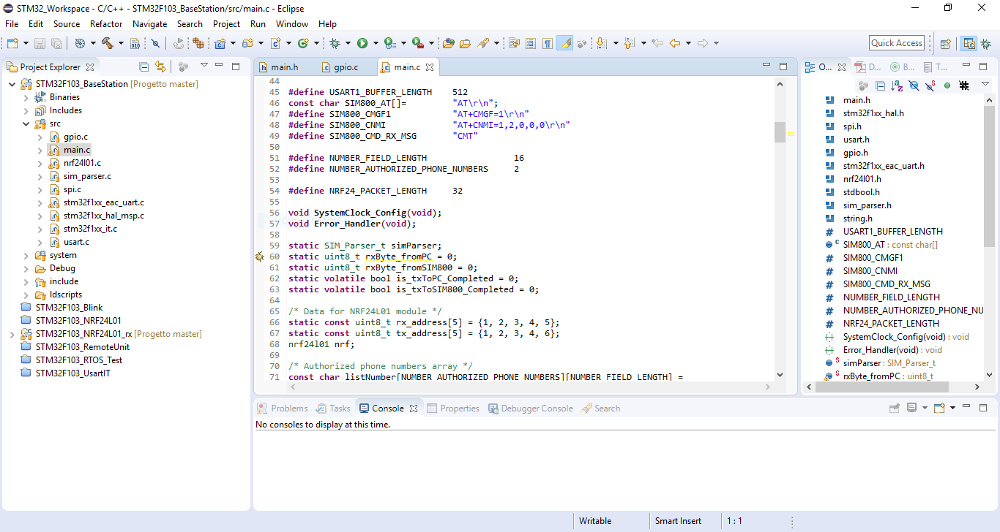 STM32_Workspace - C/C++ - STM32F103_BaseStation/src/main.c - Eclipse
File Edit Source Refactor Navigate Search Project Run Window Help
Quick Access
Project Explorer
STM32F103_BaseStation [Progetto master]
Binaries
Includes
src
gpio.c
main.c
nrf24l01.c
sim_parser.c
spi.c
stm32f1xx_eac_uart.c
stm32f1xx_hal_msp.c
stm32f1xx_it.c
usart.c
system
Debug
include
ldscripts
STM32F103_Blink
STM32F103_NRF24L01
STM32F103_NRF24L01_rx [Progetto master]
STM32F103_RemoteUnit
STM32F103_RTOS_Test
STM32F103_UsartIT
main.h gpio.c main.c
44
45 #define USART1_BUFFER_LENGTH 512
46 const char SIM800_AT[]= "AT\r\n";
47 #define SIM800_CMGF1 "AT+CMGF=1\r\n"
48 #define SIM800_CNMI "AT+CNMI=1,2,0,0,0\r\n"
49 #define SIM800_CMD_RX_MSG "CMT"
50
51 #define NUMBER_FIELD_LENGTH 16
52 #define NUMBER_AUTHORIZED_PHONE_NUMBERS 2
53
54 #define NRF24_PACKET_LENGTH 32
55
56 void SystemClock_Config(void);
57 void Error_Handler(void);
58
59 static SIM_Parser_t simParser;
60 static uint8_t rxByte_fromPC = 0;
61 static uint8_t rxByte_fromSIM800 = 0;
62 static volatile bool is_txToPC_Completed = 0;
63 static volatile bool is_txToSIM800_Completed = 0;
64
65 /* Data for NRF24L01 module */
66 static const uint8_t rx_address[5] = {1, 2, 3, 4, 5};
67 static const uint8_t tx_address[5] = {1, 2, 3, 4, 6};
68 nrf24l01 nrf;
69
70 /* Authorized phone numbers array */
71 const char listNumber[NUMBER_AUTHORIZED_PHONE_NUMBERS][NUMBER_FIELD_LENGTH] =
O... D... B... T...
main.h
stm32f1xx_hal.h
spi.h
usart.h
gpio.h
stm32f1xx_eac_uart.h
nrf24l01.h
stdbool.h
sim_parser.h
string.h
USART1_BUFFER_LENGTH
SIM800_AT : const char[]
SIM800_CMGF1
SIM800_CNMI
SIM800_CMD_RX_MSG
NUMBER_FIELD_LENGTH
NUMBER_AUTHORIZED_PHONE_NU
NRF24_PACKET_LENGTH
SystemClock_Config(void) : void
Error_Handler(void) : void
simParser : SIM_Parser_t
rxByte_fromPC : uint8_t
Problems Tasks Console Properties Debugger Console Search
No consoles to display at this time.
Writable Smart Insert 1 : 1